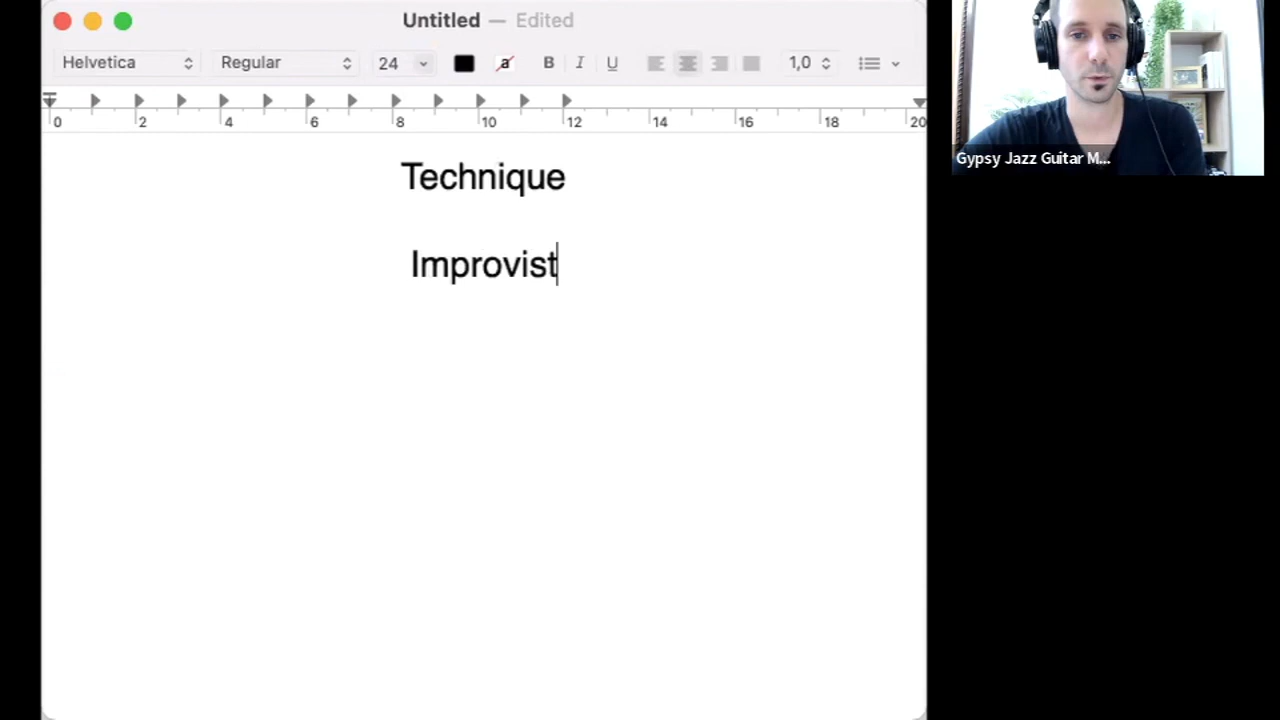 Untitled — Edited
Helvetica Regular 24 a B I U 1,0
0 2 4 6 8 10 12 14 16 18 20
Technique
Improvist
Gypsy Jazz Guitar M...